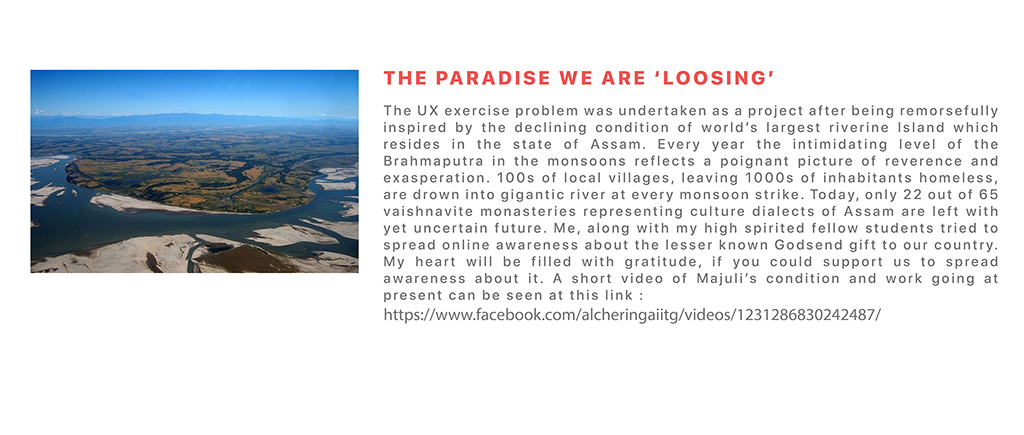 THE PARADISE WE ARE ‘LOOSING’
The UX exercise problem was undertaken as a project after being remorsefully
inspired by the declining condition of world’s largest riverine Island which
resides in the state of Assam. Every year the intimidating level of the
Brahmaputra in the monsoons reflects a poignant picture of reverence and
exasperation. 100s of local villages, leaving 1000s of inhabitants homeless,
are drown into gigantic river at every monsoon strike. Today, only 22 out of 65
vaishnavite monasteries representing culture dialects of Assam are left with
yet uncertain future. Me, along with my high spirited fellow students tried to
spread online awareness about the lesser known Godsend gift to our country.
My heart will be filled with gratitude, if you could support us to spread
awareness about it. A short video of Majuli’s condition and work going at
present can be seen at this link :
https://www.facebook.com/alcheringaiitg/videos/1231286830242487/